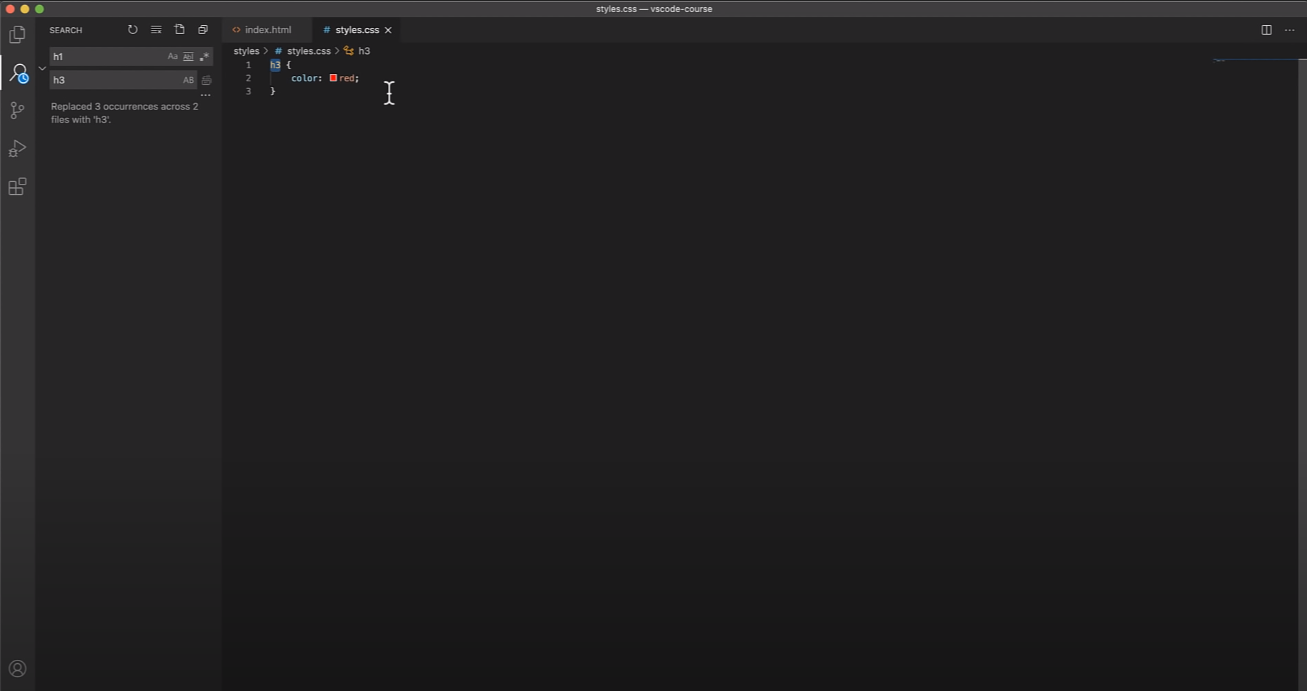 styles.css — vscode-course
SEARCH
h1
Aa
ab
h3
AB
Replaced 3 occurrences across 2
files with 'h3'.
<> index.html
# styles.css
styles > # styles.css > h3
1 h3 {
2 color: red;
3 }